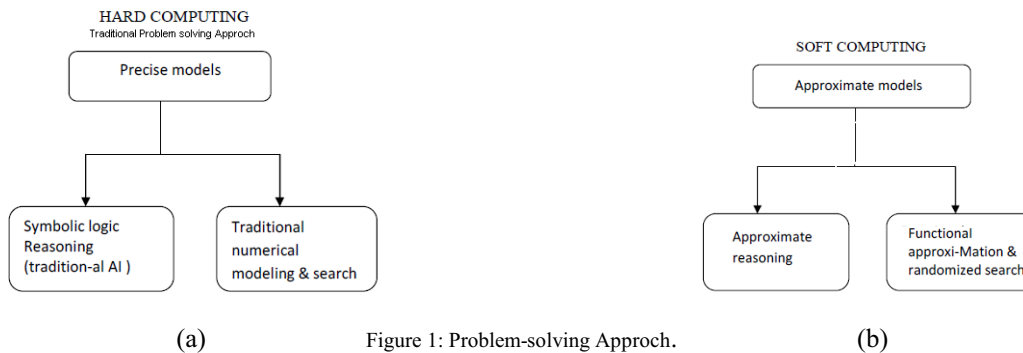 HARD COMPUTING
Traditional Problem solving Approch
Precise models
Symbolic logic
Reasoning
(tradition-al AI )
Traditional
numerical
modeling & search
(a)
SOFT COMPUTING
Approximate models
Approximate
reasoning
Functional
approxi-Mation &
randomized search
(b)
Figure 1: Problem-solving Approch.